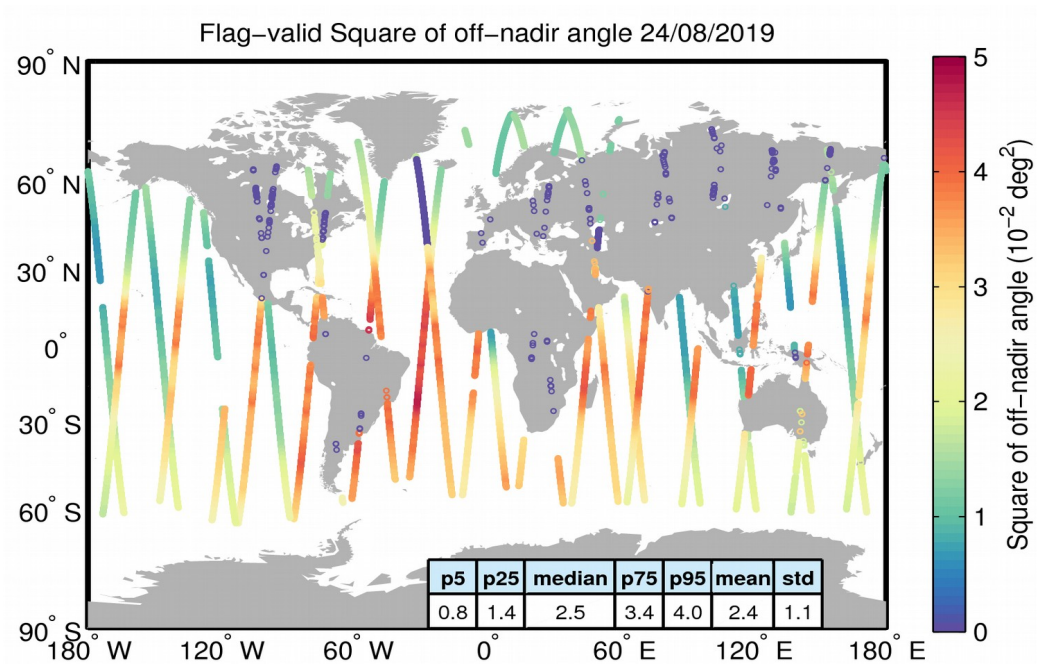 Flag−valid Square of off−nadir angle 24/08/2019
90° N
60° N
30° N
0°
30° S
60° S
90° S
180° W
120° W
60° W
0°
60° E
120° E
180° E
p5 p25 median p75 p95 mean std
0.8 1.4 2.5 3.4 4.0 2.4 1.1
5
4
3
2
1
0
Square of off−nadir angle (10⁻² deg²)